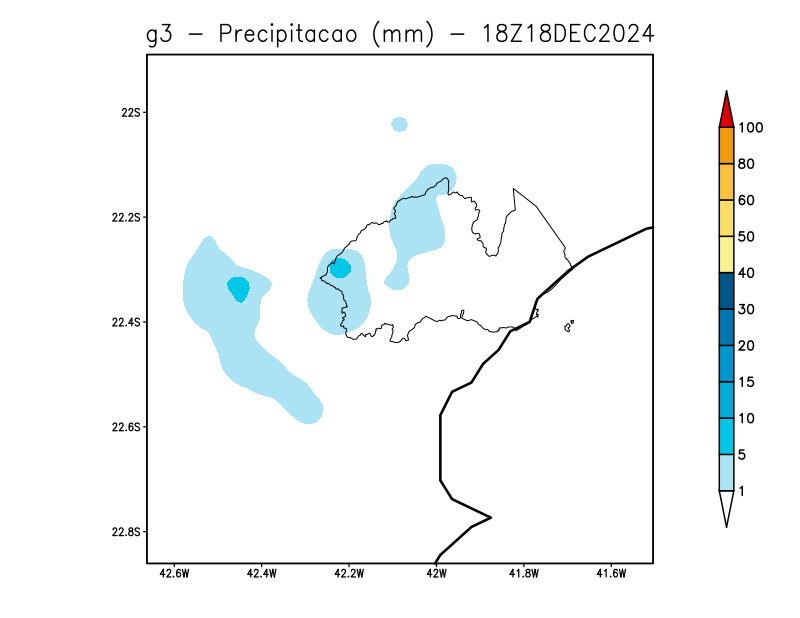 g3 - Precipitacao (mm) - 18Z18DEC2024
22S
22.2S
22.4S
22.6S
22.8S
42.6W
42.4W
42.2W
42W
41.8W
41.6W
100
80
60
50
40
30
20
15
10
5
1